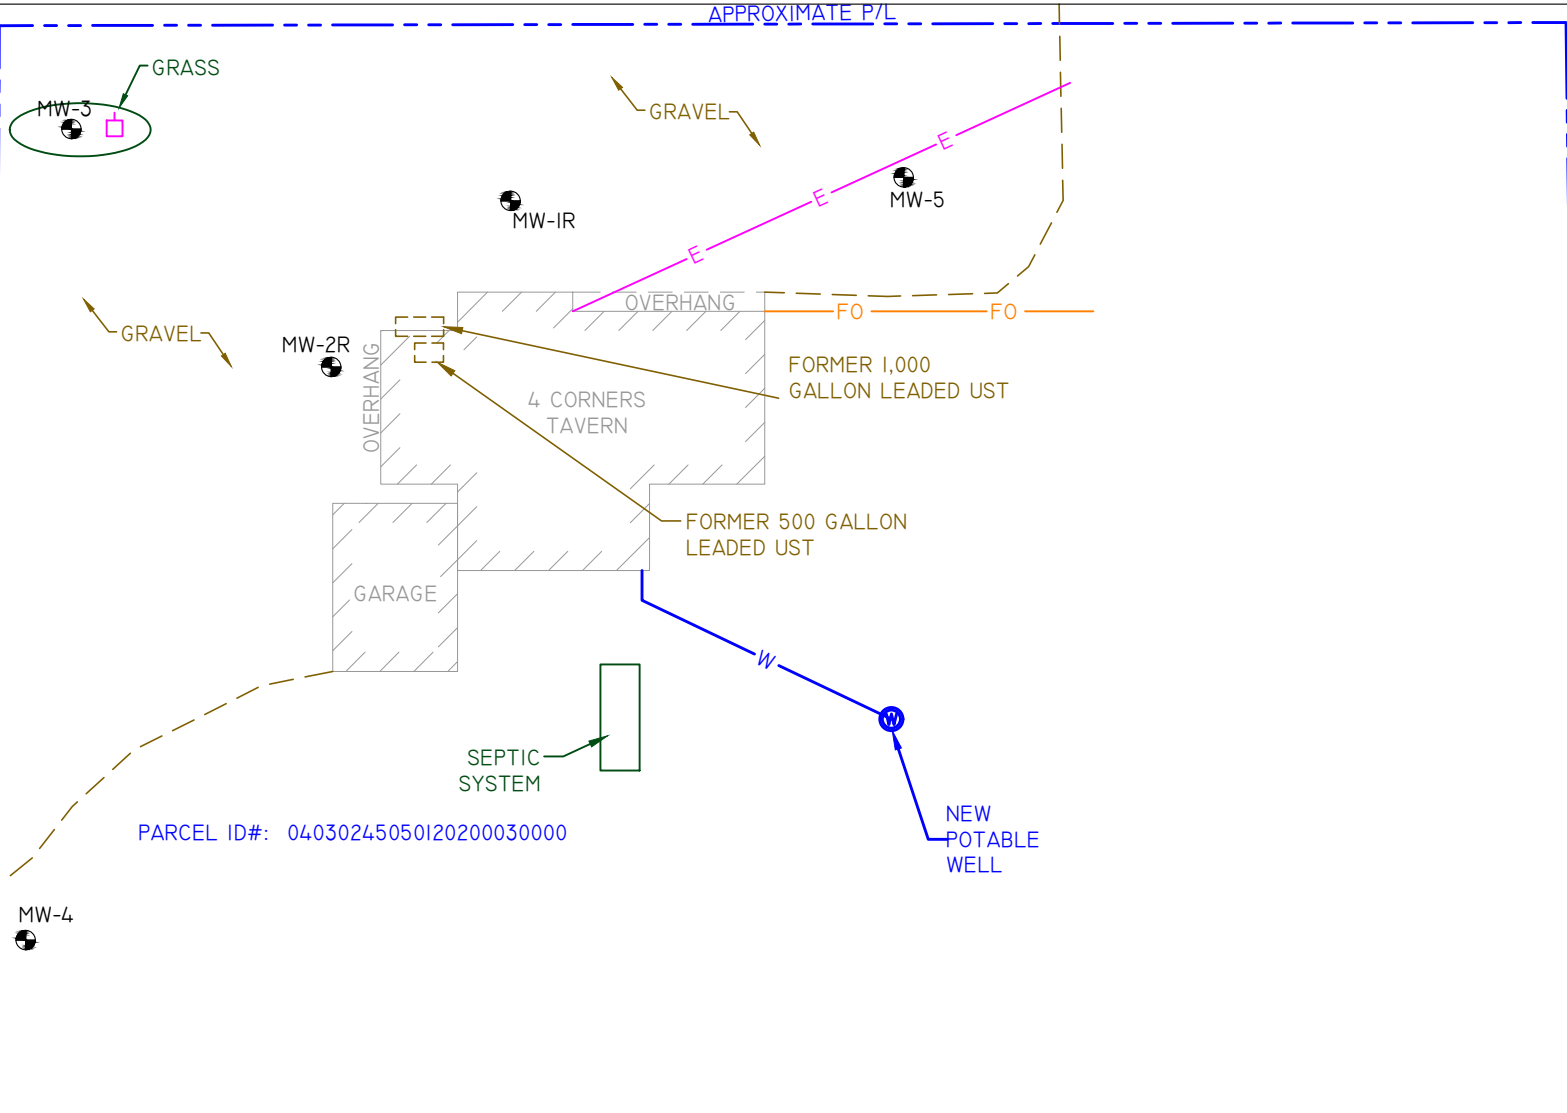 APPROXIMATE P/L
GRASS
MW-3
GRAVEL
E
E
E
MW-5
MW-1R
OVERHANG
FO
FO
GRAVEL
MW-2R
OVERHANG
FORMER 1,000
GALLON LEADED UST
4 CORNERS
TAVERN
FORMER 500 GALLON
LEADED UST
GARAGE
W
W
SEPTIC
SYSTEM
NEW
POTABLE
WELL
PARCEL ID#: 04030245050120200030000
MW-4